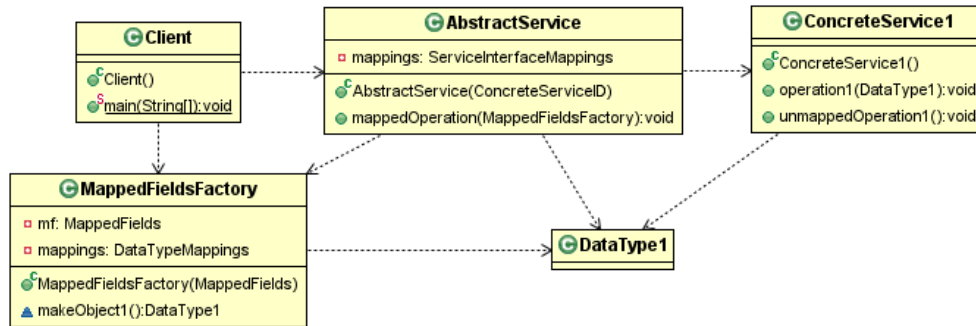 Client
Client()
main(String[]):void
AbstractService
mappings: ServiceInterfaceMappings
AbstractService(ConcreteServiceID)
mappedOperation(MappedFieldsFactory):void
ConcreteService1
ConcreteService1()
operation1(DataType1):void
unmappedOperation1():void
MappedFieldsFactory
mf: MappedFields
mappings: DataTypeMappings
MappedFieldsFactory(MappedFields)
makeObject1():DataType1
DataType1